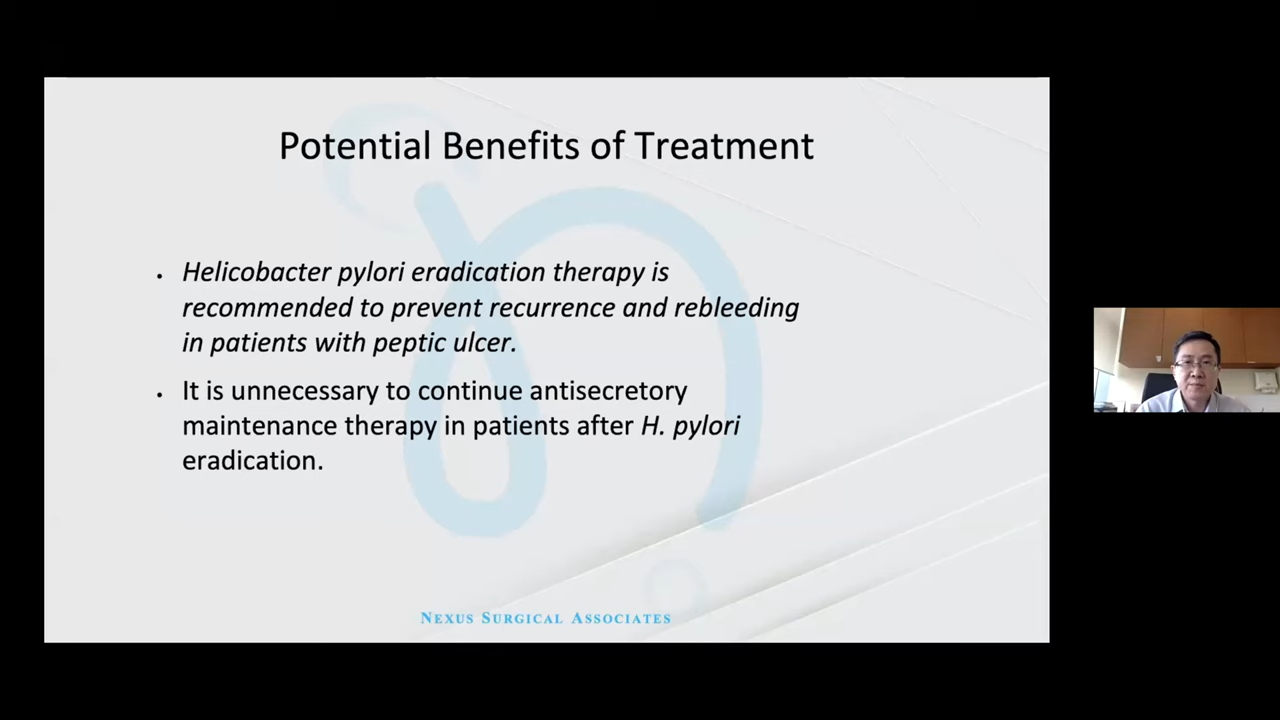 Potential Benefits of Treatment
• Helicobacter pylori eradication therapy is
recommended to prevent recurrence and rebleeding
in patients with peptic ulcer.
• It is unnecessary to continue antisecretory
maintenance therapy in patients after H. pylori
eradication.
NEXUS SURGICAL ASSOCIATES